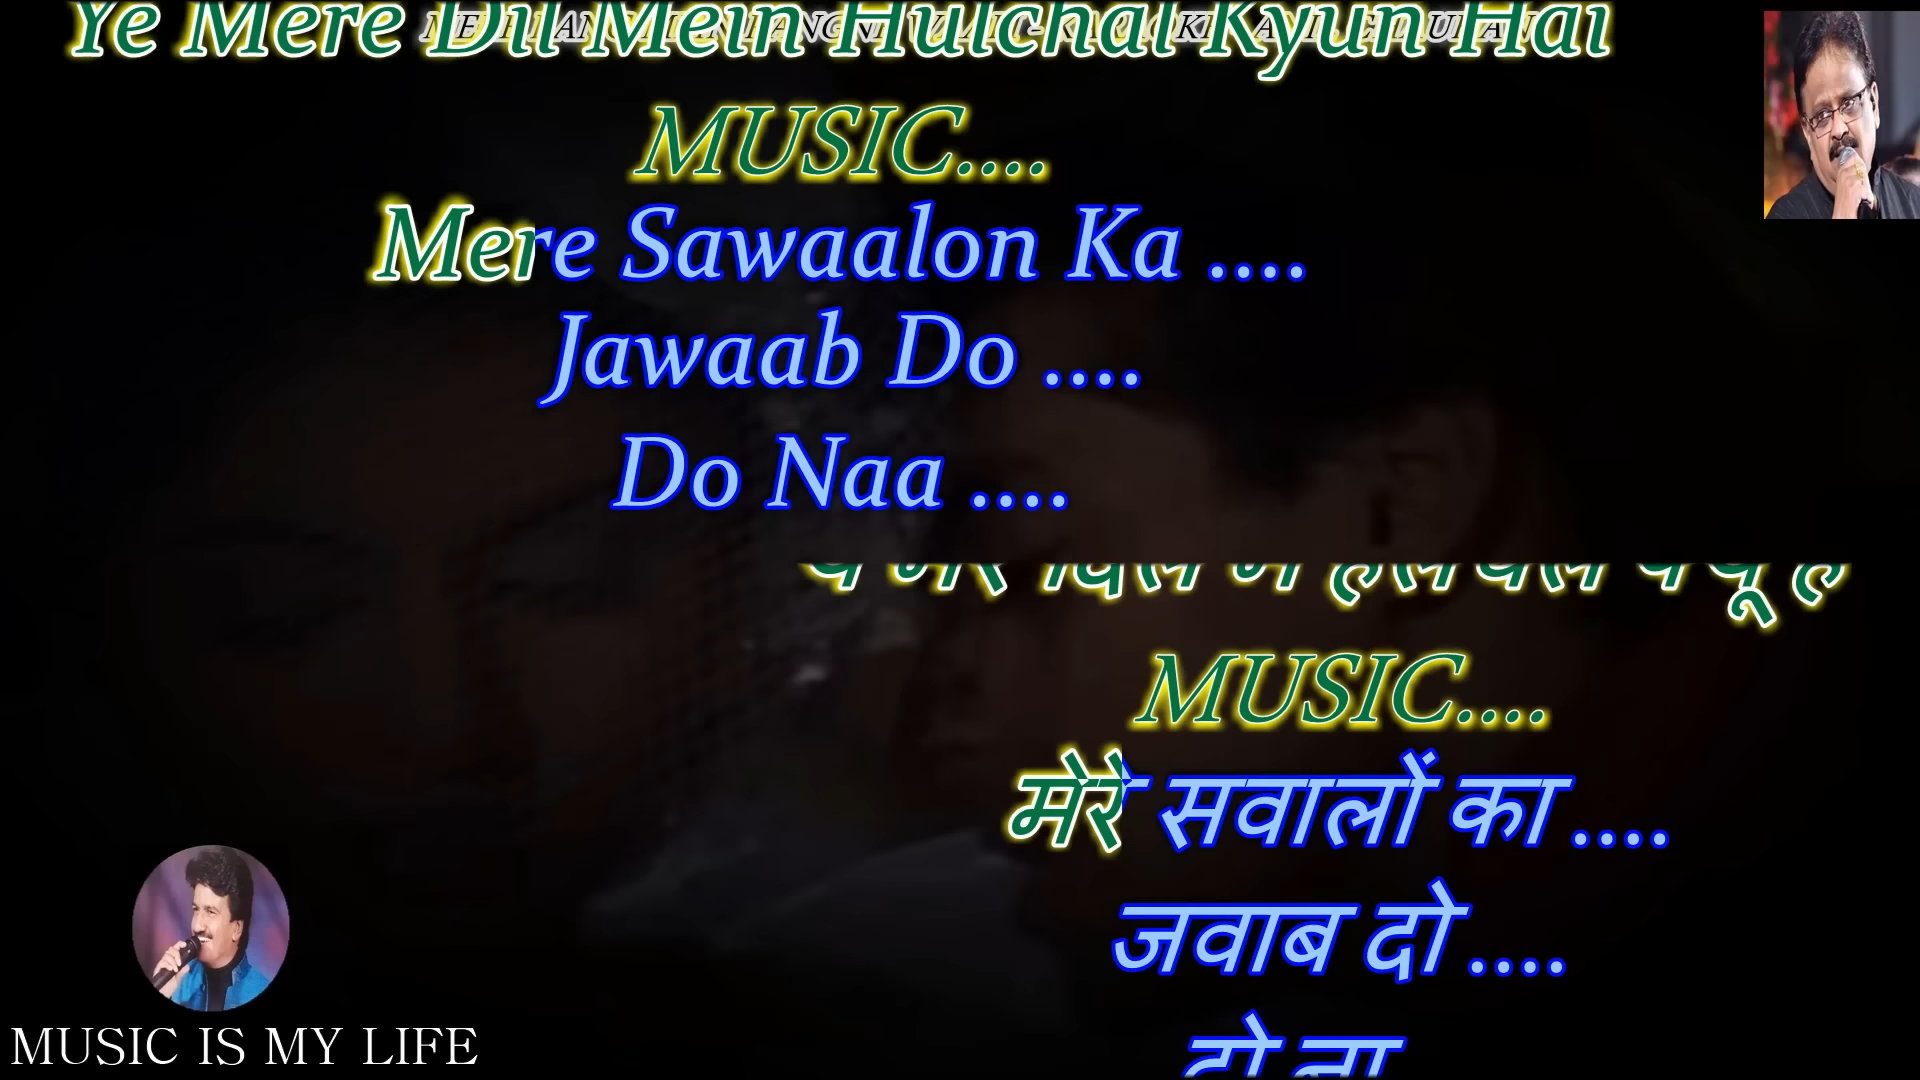 Ye Mere Dil Mein Hulchal Kyun Hai
MUSIC....
Mere Sawaalon Ka ....
Jawaab Do ....
Do Naa ....
ये मेरे दिल में हलचल क्यूँ है
MUSIC....
मेरे सवालों का ....
जवाब दो ....
दो ना
MUSIC IS MY LIFE